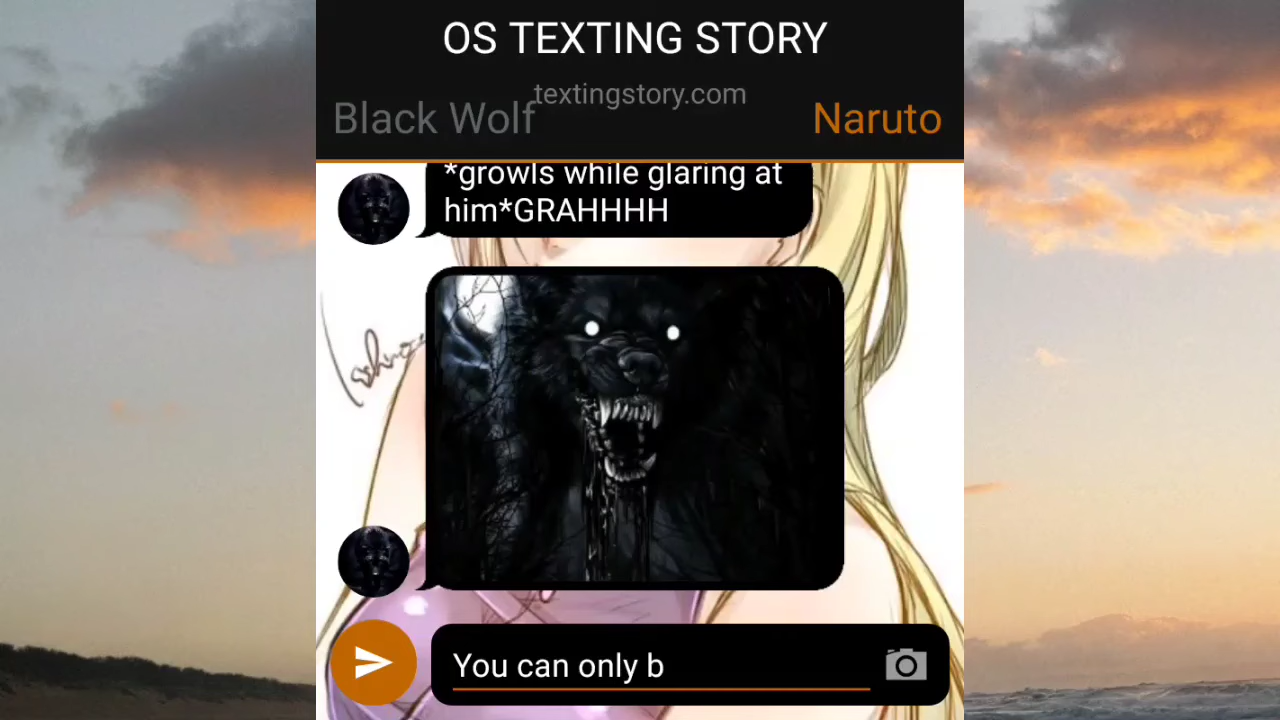 OS TEXTING STORY
textingstory.com
Black Wolf
Naruto
*growls while glaring at
him*GRAHHHH
You can only b